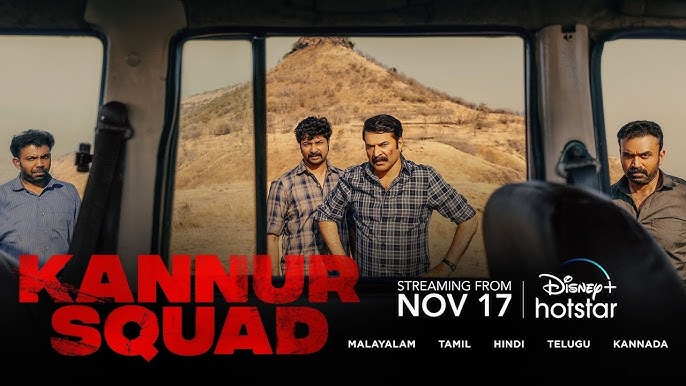 KANNUR
SQUAD
STREAMING FROM
NOV 17
Disney+
hotstar
MALAYALAM TAMIL HINDI TELUGU KANNADA